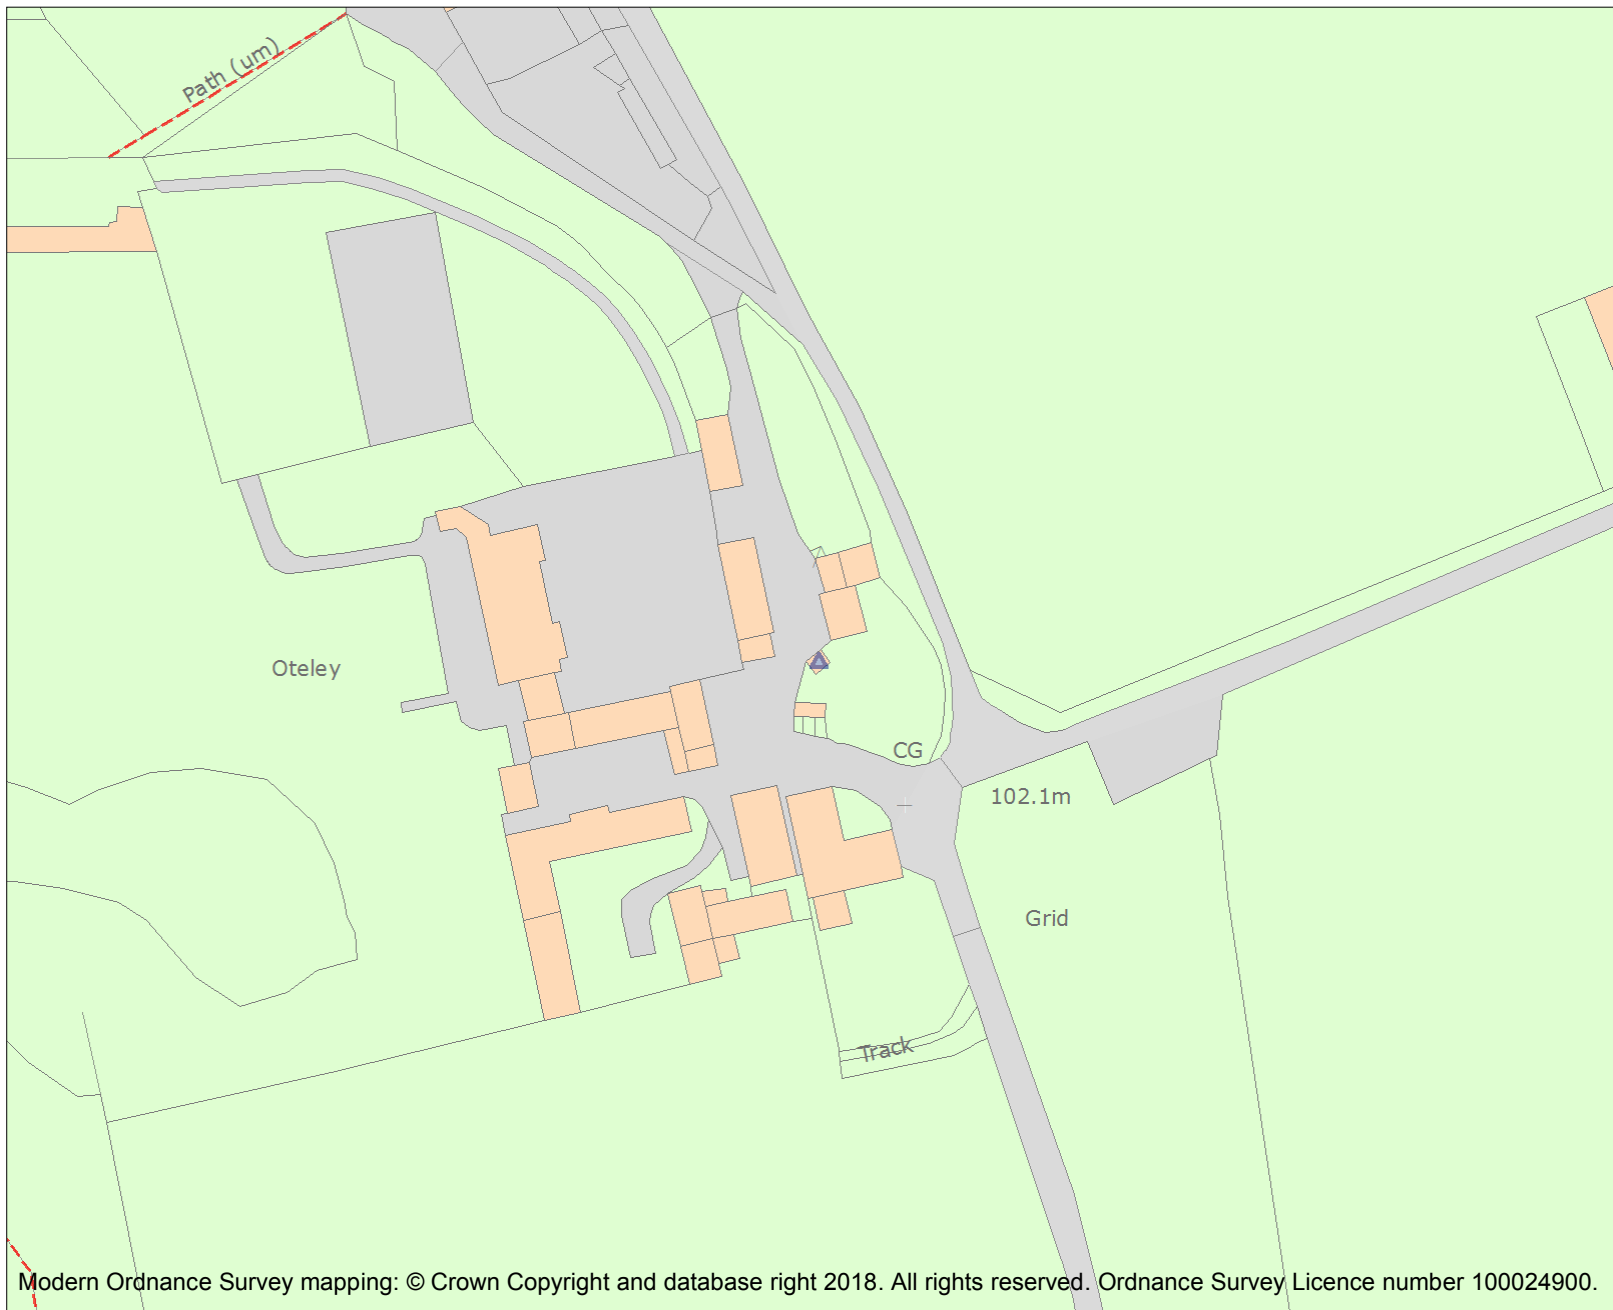 Path (um)
Oteley
CG
102.1m
Grid
Track
Modern Ordnance Survey mapping: © Crown Copyright and database right 2018. All rights reserved. Ordnance Survey Licence number 100024900.